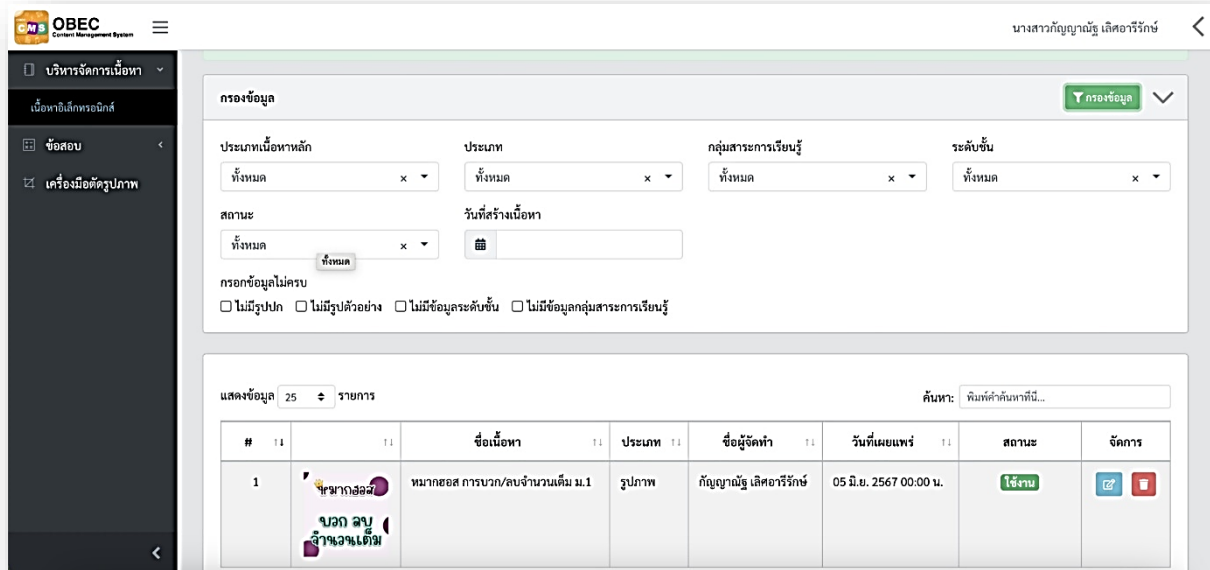 CMS OBEC
Content Management System
นางสาวกัญญาณัฐ เลิศอารีรักษ์
บริหารจัดการเนื้อหา
เนื้อหาอิเล็กทรอนิกส์
ข้อสอบ
เครื่องมือตัดรูปภาพ
กรองข้อมูล
กรองข้อมูล
ประเภทเนื้อหาหลัก ประเภท กลุ่มสาระการเรียนรู้ ระดับชั้น
ทั้งหมด × ทั้งหมด × ทั้งหมด × ทั้งหมด ×
สถานะ วันที่สร้างเนื้อหา
ทั้งหมด ×
ทั้งหมด
กรอกข้อมูลไม่ครบ
ไม่มีรูปปก ไม่มีรูปตัวอย่าง ไม่มีข้อมูลระดับชั้น ไม่มีข้อมูลกลุ่มสาระการเรียนรู้
แสดงข้อมูล 25 รายการ ค้นหา: พิมพ์คำค้นหาที่นี่...
# ชื่อเนื้อหา ประเภท ชื่อผู้จัดทำ วันที่เผยแพร่ สถานะ จัดการ
1 หมากฮอส การบวก/ลบจำนวนเต็ม ม.1 รูปภาพ กัญญาณัฐ เลิศอารีรักษ์ 05 มิ.ย. 2567 00:00 น. ใช้งาน
หมากฮอส
บวก ลบ
จำนวนเต็ม